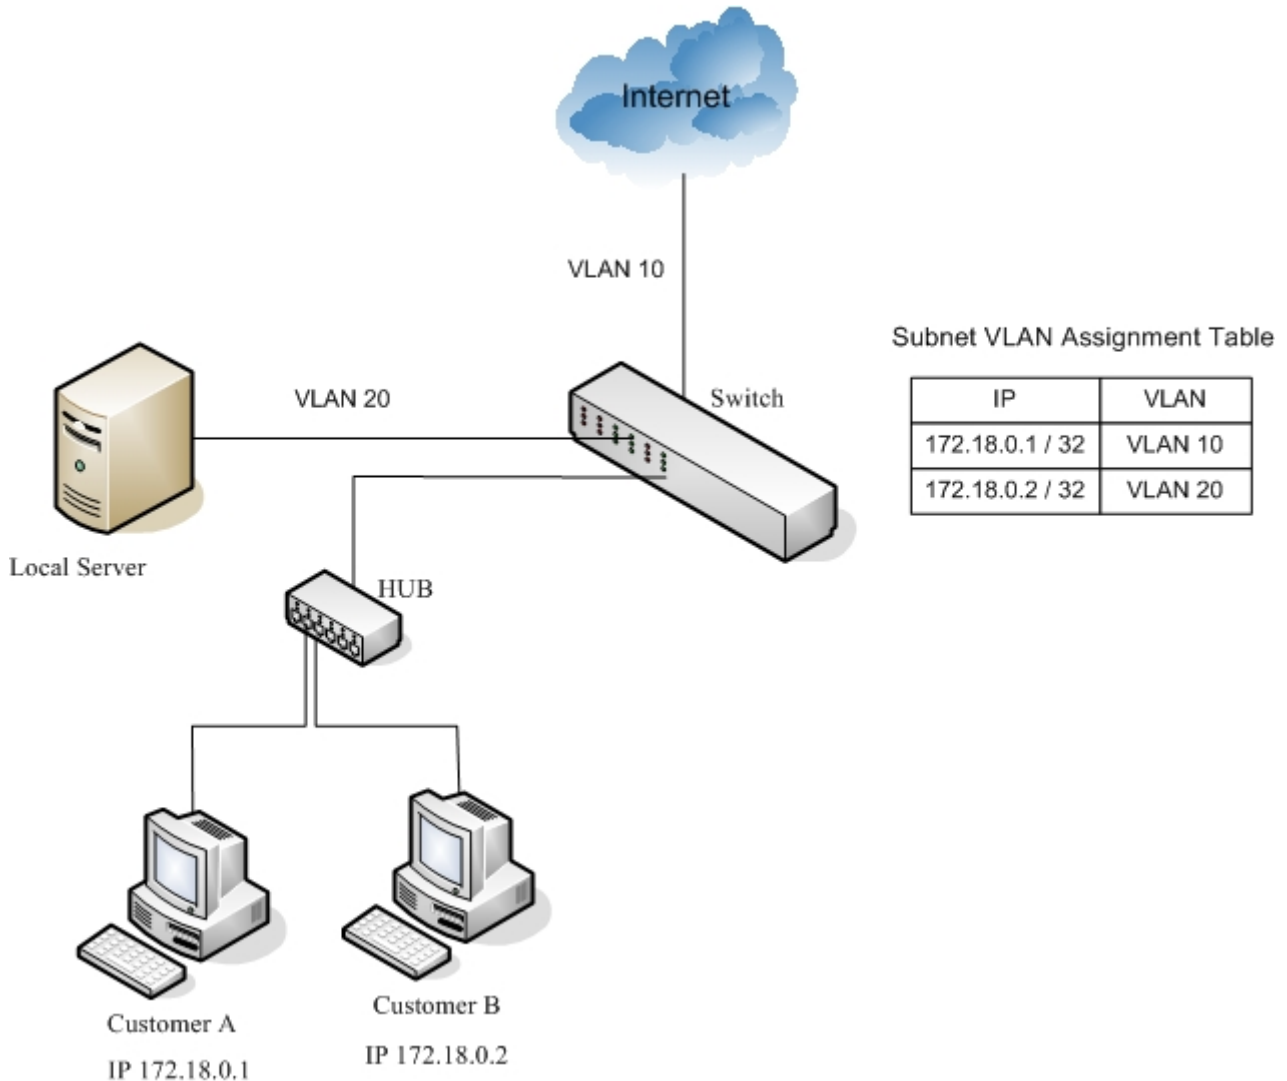 Internet
VLAN 10
Subnet VLAN Assignment Table
VLAN 20
Switch
IP VLAN
172.18.0.1 / 32 VLAN 10
172.18.0.2 / 32 VLAN 20
Local Server
HUB
Customer A
IP 172.18.0.1
Customer B
IP 172.18.0.2